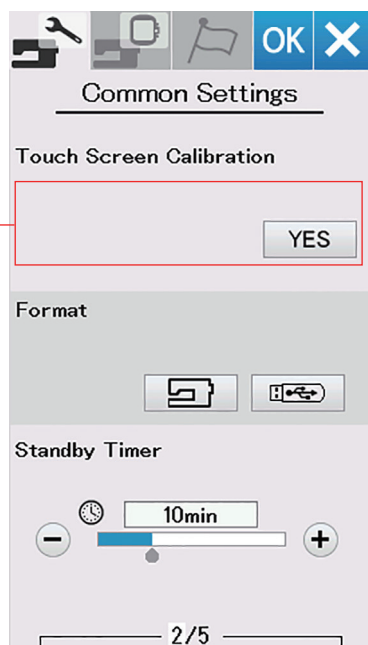 OK
Common Settings
Touch Screen Calibration
YES
Format
Standby Timer
10min
2/5